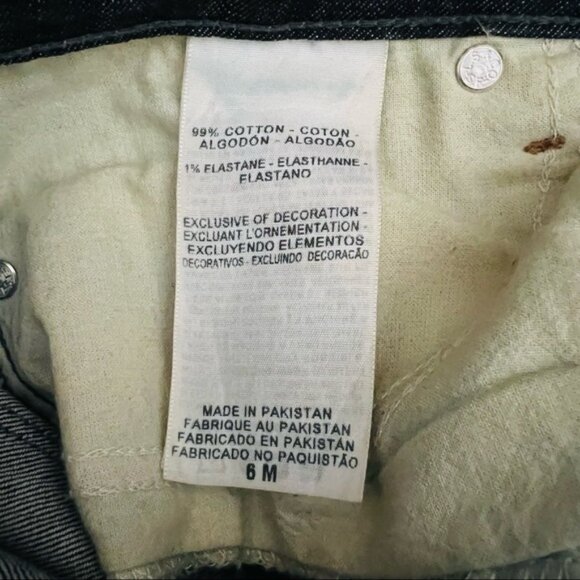 99% COTTON - COTON -
ALGODÓN - ALGODÃO
1% ELASTANE - ELASTHANNE -
ELASTANO
EXCLUSIVE OF DECORATION -
EXCLUANT L'ORNEMENTATION -
EXCLUYENDO ELEMENTOS
DECORATIVOS - EXCLUINDO DECORACÃO
MADE IN PAKISTAN
FABRIQUE AU PAKISTAN
FABRICADO EN PAKISTÁN
FABRICADO NO PAQUISTÃO
6 M